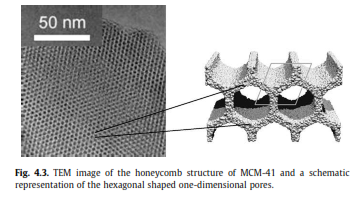 50 nm
Fig. 4.3. TEM image of the honeycomb structure of MCM-41 and a schematic
representation of the hexagonal shaped one-dimensional pores.